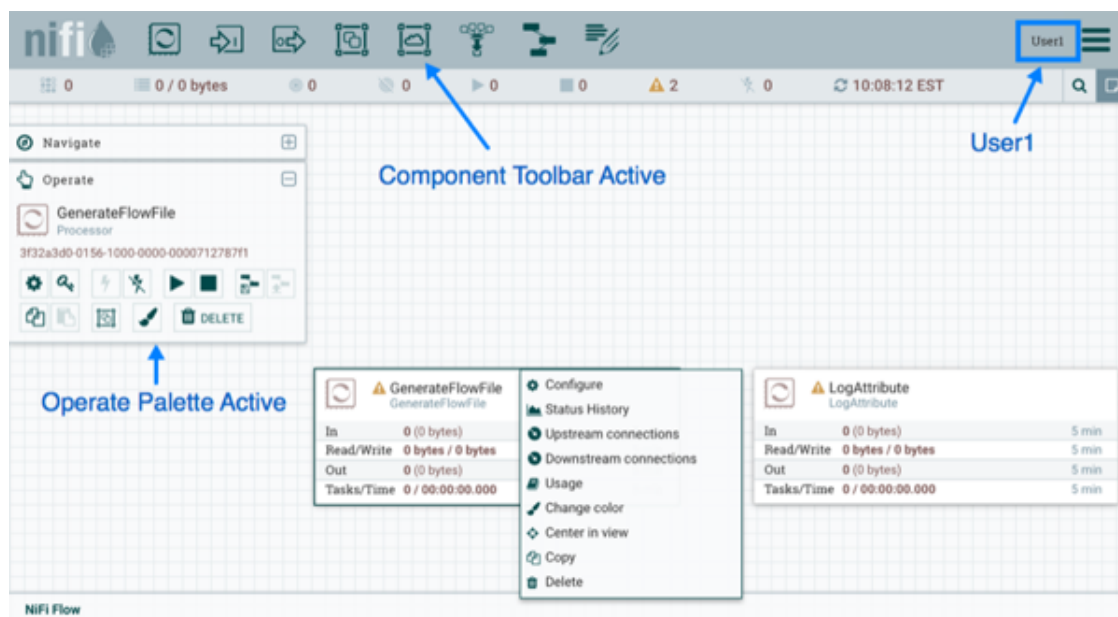 nifi
User1
0
0 / 0 bytes
0
0
0
0
2
0
10:08:12 EST
Navigate
User1
Component Toolbar Active
Operate
GenerateFlowFile
Processor
3f32a3d0-0156-1000-0000-0000712787f1
DELETE
Operate Palette Active
GenerateFlowFile
GenerateFlowFile
In 0 (0 bytes)
Read/Write 0 bytes / 0 bytes
Out 0 (0 bytes)
Tasks/Time 0 / 00:00:00.000
Configure
Status History
Upstream connections
Downstream connections
Usage
Change color
Center in view
Copy
Delete
LogAttribute
LogAttribute
In 0 (0 bytes) 5 min
Read/Write 0 bytes / 0 bytes 5 min
Out 0 (0 bytes) 5 min
Tasks/Time 0 / 00:00:00.000 5 min
NiFi Flow